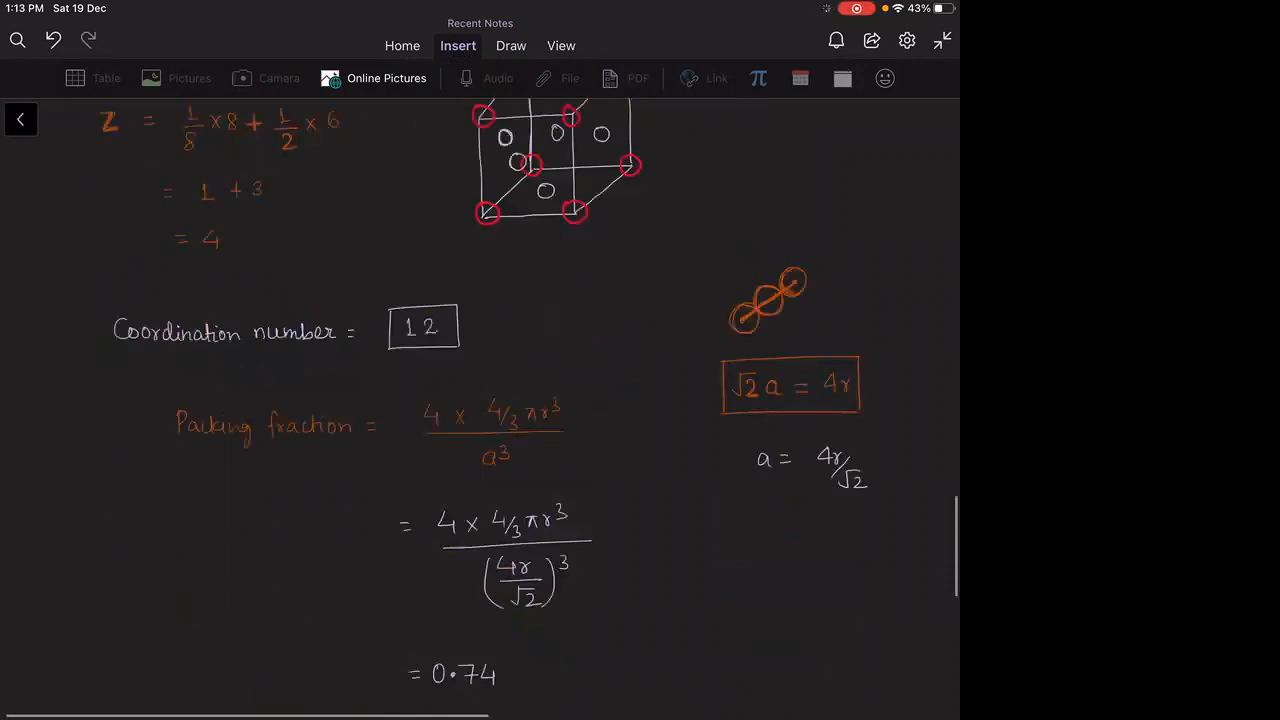 1:13 PM Sat 19 Dec
43%
Recent Notes
Home Insert Draw View
Table Pictures Camera Online Pictures Audio File PDF Link π
Z = 1/8 × 8 + 1/2 × 6
= 1 + 3
= 4
Coordination number = 12
√2 a = 4r
Packing fraction = 4 × 4/3 πr³ / a³
a = 4r/√2
= 4 × 4/3 πr³ / (4r/√2)³
= 0.74